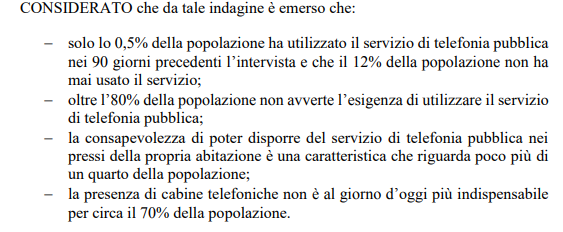 CONSIDERATO che da tale indagine è emerso che:
– solo lo 0,5% della popolazione ha utilizzato il servizio di telefonia pubblica
nei 90 giorni precedenti l’intervista e che il 12% della popolazione non ha
mai usato il servizio;
– oltre l’80% della popolazione non avverte l’esigenza di utilizzare il servizio
di telefonia pubblica;
– la consapevolezza di poter disporre del servizio di telefonia pubblica nei
pressi della propria abitazione è una caratteristica che riguarda poco più di
un quarto della popolazione;
– la presenza di cabine telefoniche non è al giorno d’oggi più indispensabile
per circa il 70% della popolazione.